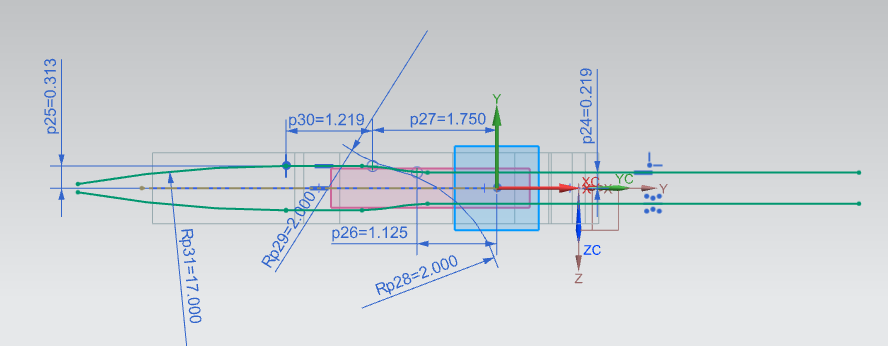 p25=0.313
p30=1.219
p27=1.750
p24=0.219
Y
XC
YC
X
Y
Rp29=2.000
p26=1.125
Rp31=17.000
Rp28=2.000
ZC
Z